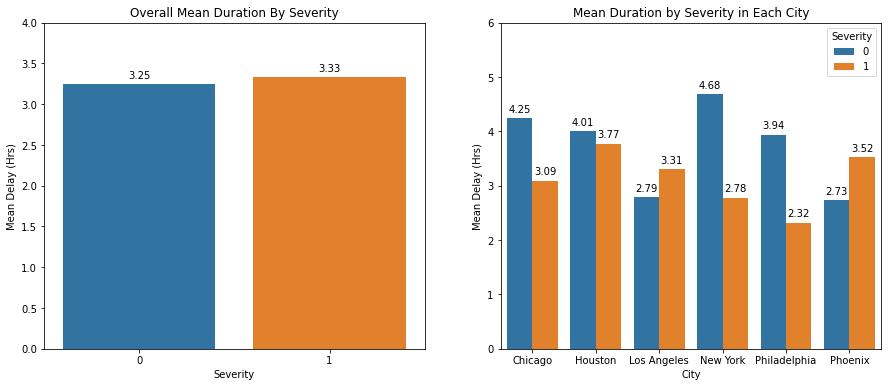 Overall Mean Duration By Severity
4.0
3.5
3.0
2.5
2.0
1.5
1.0
0.5
0.0
Mean Delay (Hrs)
3.25
3.33
0
1
Severity
Mean Duration by Severity in Each City
6
5
4
3
2
1
0
Mean Delay (Hrs)
Severity
0
1
4.25
3.09
4.01
3.77
2.79
3.31
4.68
2.78
3.94
2.32
2.73
3.52
Chicago
Houston
Los Angeles
New York
Philadelphia
Phoenix
City